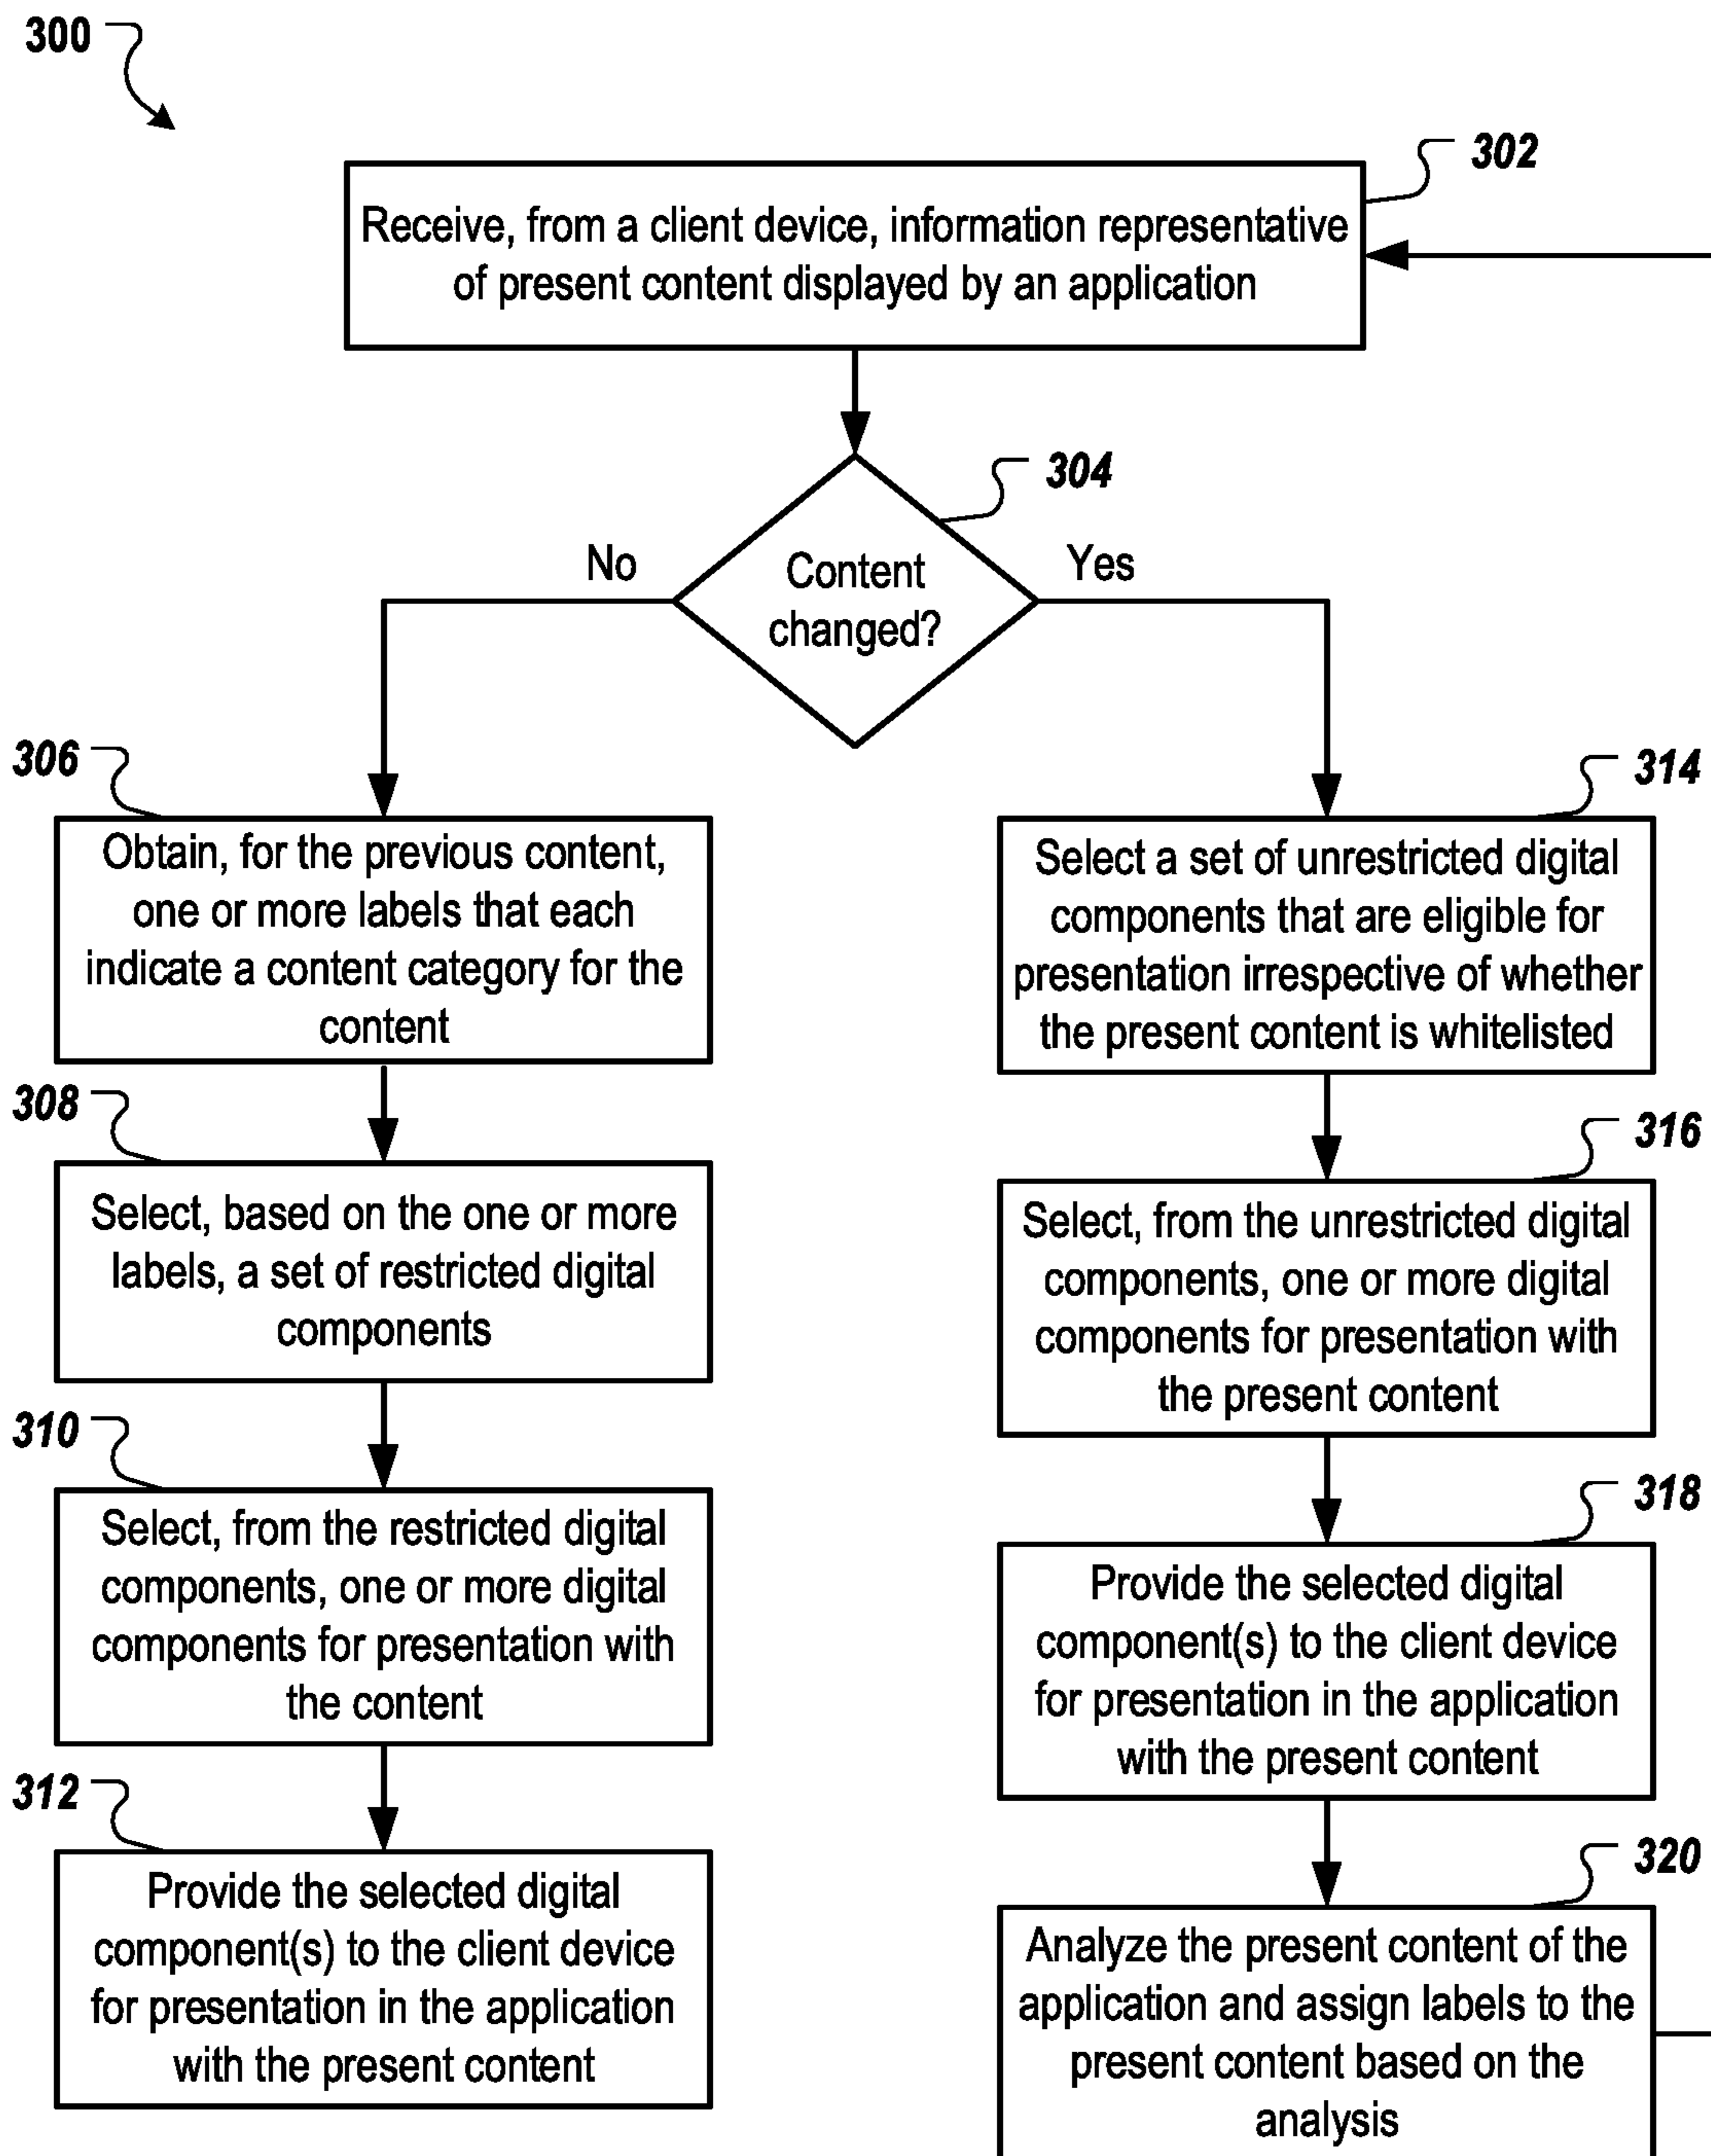 300
302
Receive, from a client device, information representative
of present content displayed by an application
304
No
Content
changed?
Yes
306
Obtain, for the previous content,
one or more labels that each
indicate a content category for the
content
308
Select, based on the one or more
labels, a set of restricted digital
components
310
Select, from the restricted digital
components, one or more digital
components for presentation with
the content
312
Provide the selected digital
component(s) to the client device
for presentation in the application
with the present content
314
Select a set of unrestricted digital
components that are eligible for
presentation irrespective of whether
the present content is whitelisted
316
Select, from the unrestricted digital
components, one or more digital
components for presentation with
the present content
318
Provide the selected digital
component(s) to the client device
for presentation in the application
with the present content
320
Analyze the present content of the
application and assign labels to the
present content based on the
analysis